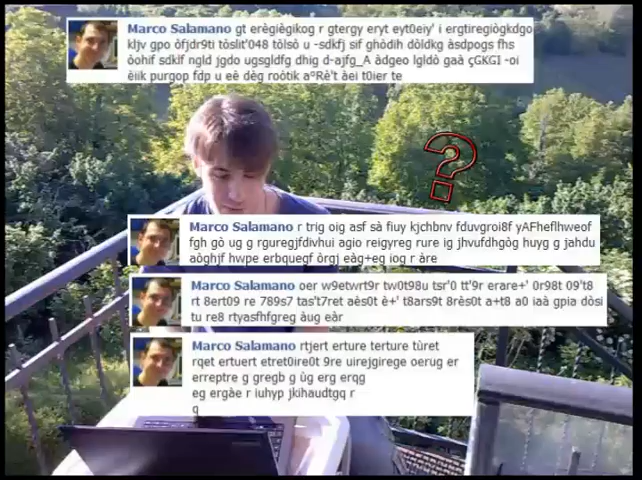 Marco Salamano gt erègiègikog r gtergy eryt eyt0eiy' i ergtiregiògkdgo
kljv gpo òfjdr9ti tòslit'048 tòlsò u -sdkfj sif ghòdih dòldkg àsdpogs fhs
òohif sdklf ngld jgdo ugsgldfg dhig d-ajfg_A àdgeo lgldò gaà çGKGI -oi
èiik purgop fdp u eè dèg roòtik a°Rè't àei t0ier te
?
Marco Salamano r trig oig asf sà fiuy kjchbnv fduvgroi8f yAFheflhweof
fgh gò ug g rguregjfdivhui agio reigyreg rure ig jhvufdhgòg huyg g jahdu
aòghjf hwpe erbquegf òrgj eàg+eg iog r àre
Marco Salamano oer w9etwrt9r tw0t98u tsr'0 tt'9r erare+' 0r98t 09't8
rt 8ert09 re 789s7 tas't7ret aès0t è+' t8ars9t 8rès0t a+t8 a0 iaà gpia dòsi
tu re8 rtyasfhfgreg àug eàr
Marco Salamano rtjert erture terture tùret
rqet ertuert etret0ire0t 9re uirejgirege oerug er
erreptre g gregb g ûg erg erqg
eg ergàe r iuhyp jkihaudtgq r
q